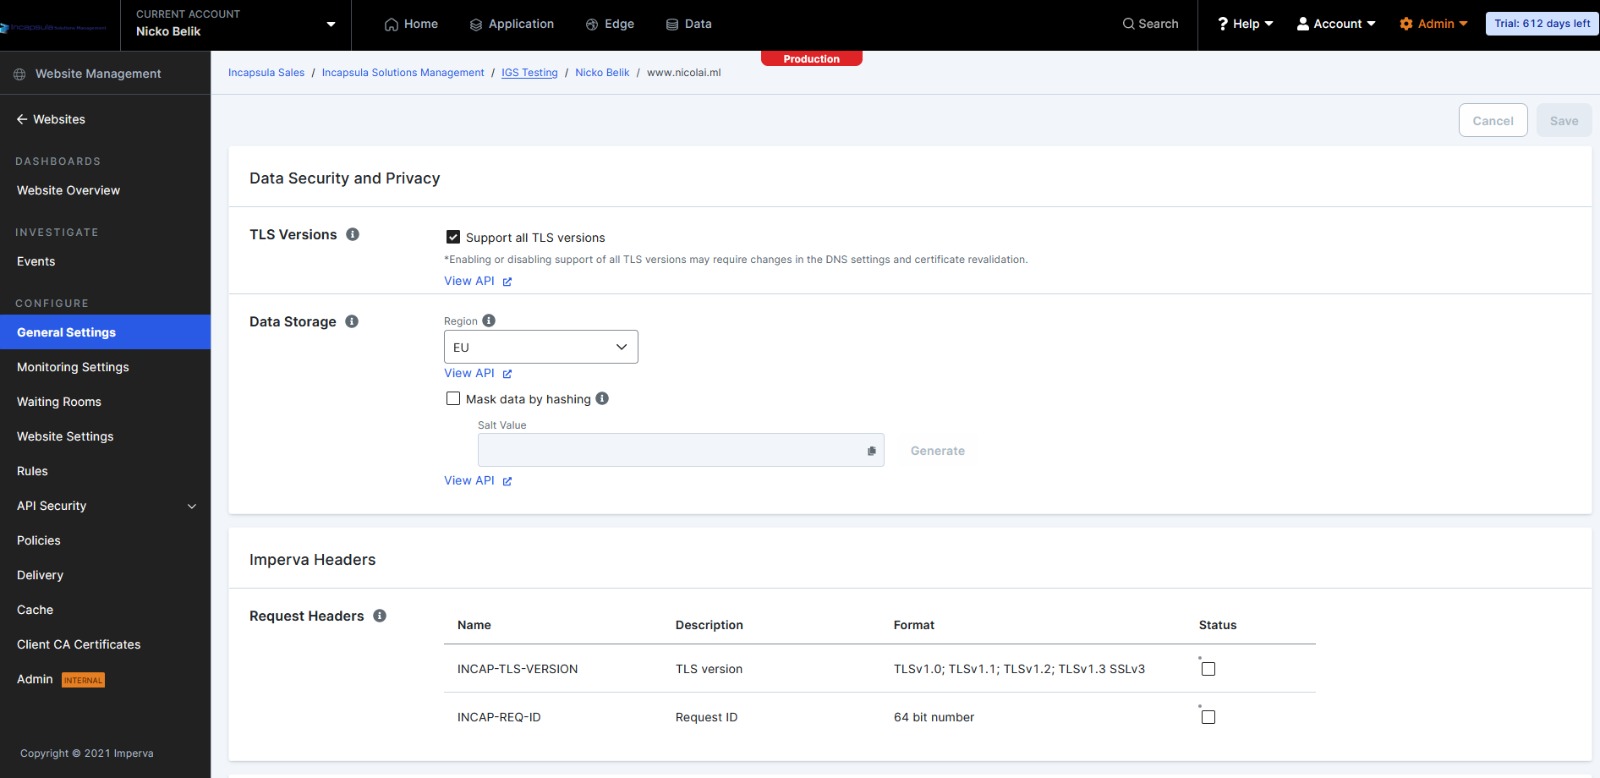 CURRENT ACCOUNT
Nicko Belik
Home
Application
Edge
Data
Search
? Help
Account
Admin
Trial: 612 days left
Production
Website Management
Websites
DASHBOARDS
Website Overview
INVESTIGATE
Events
CONFIGURE
General Settings
Monitoring Settings
Waiting Rooms
Website Settings
Rules
API Security
Policies
Delivery
Cache
Client CA Certificates
Admin INTERNAL
Copyright © 2021 Imperva
Incapsula Sales / Incapsula Solutions Management / IGS Testing / Nicko Belik / www.nicolai.ml
Cancel
Save
Data Security and Privacy
TLS Versions
Support all TLS versions
*Enabling or disabling support of all TLS versions may require changes in the DNS settings and certificate revalidation.
View API
Data Storage
Region
EU
View API
Mask data by hashing
Salt Value
Generate
View API
Imperva Headers
Request Headers
Name Description Format Status
INCAP-TLS-VERSION TLS version TLSv1.0; TLSv1.1; TLSv1.2; TLSv1.3 SSLv3
INCAP-REQ-ID Request ID 64 bit number